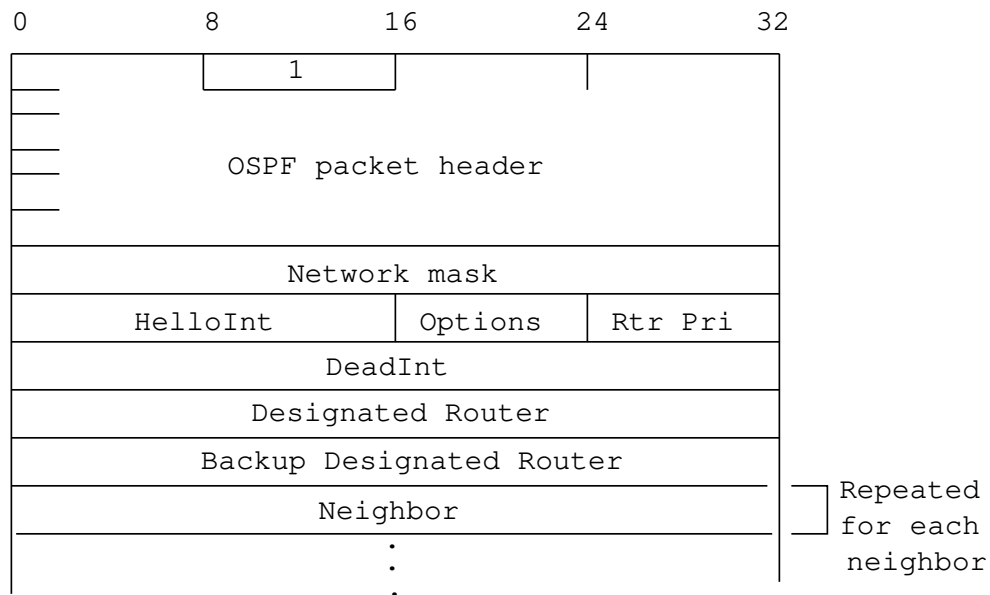 0 8 16 24 32
1
OSPF packet header
Network mask
HelloInt Options Rtr Pri
DeadInt
Designated Router
Backup Designated Router
Neighbor
Repeated
for each
neighbor
.
.
.